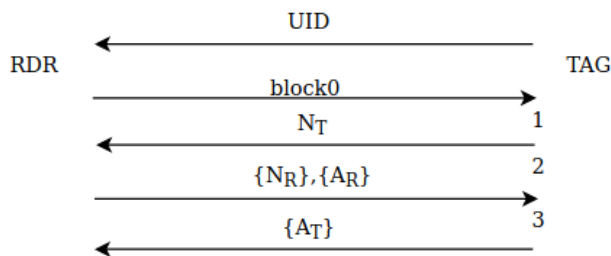 UID
RDR TAG
block0
N_T 1
{N_R},{A_R} 2
{A_T} 3